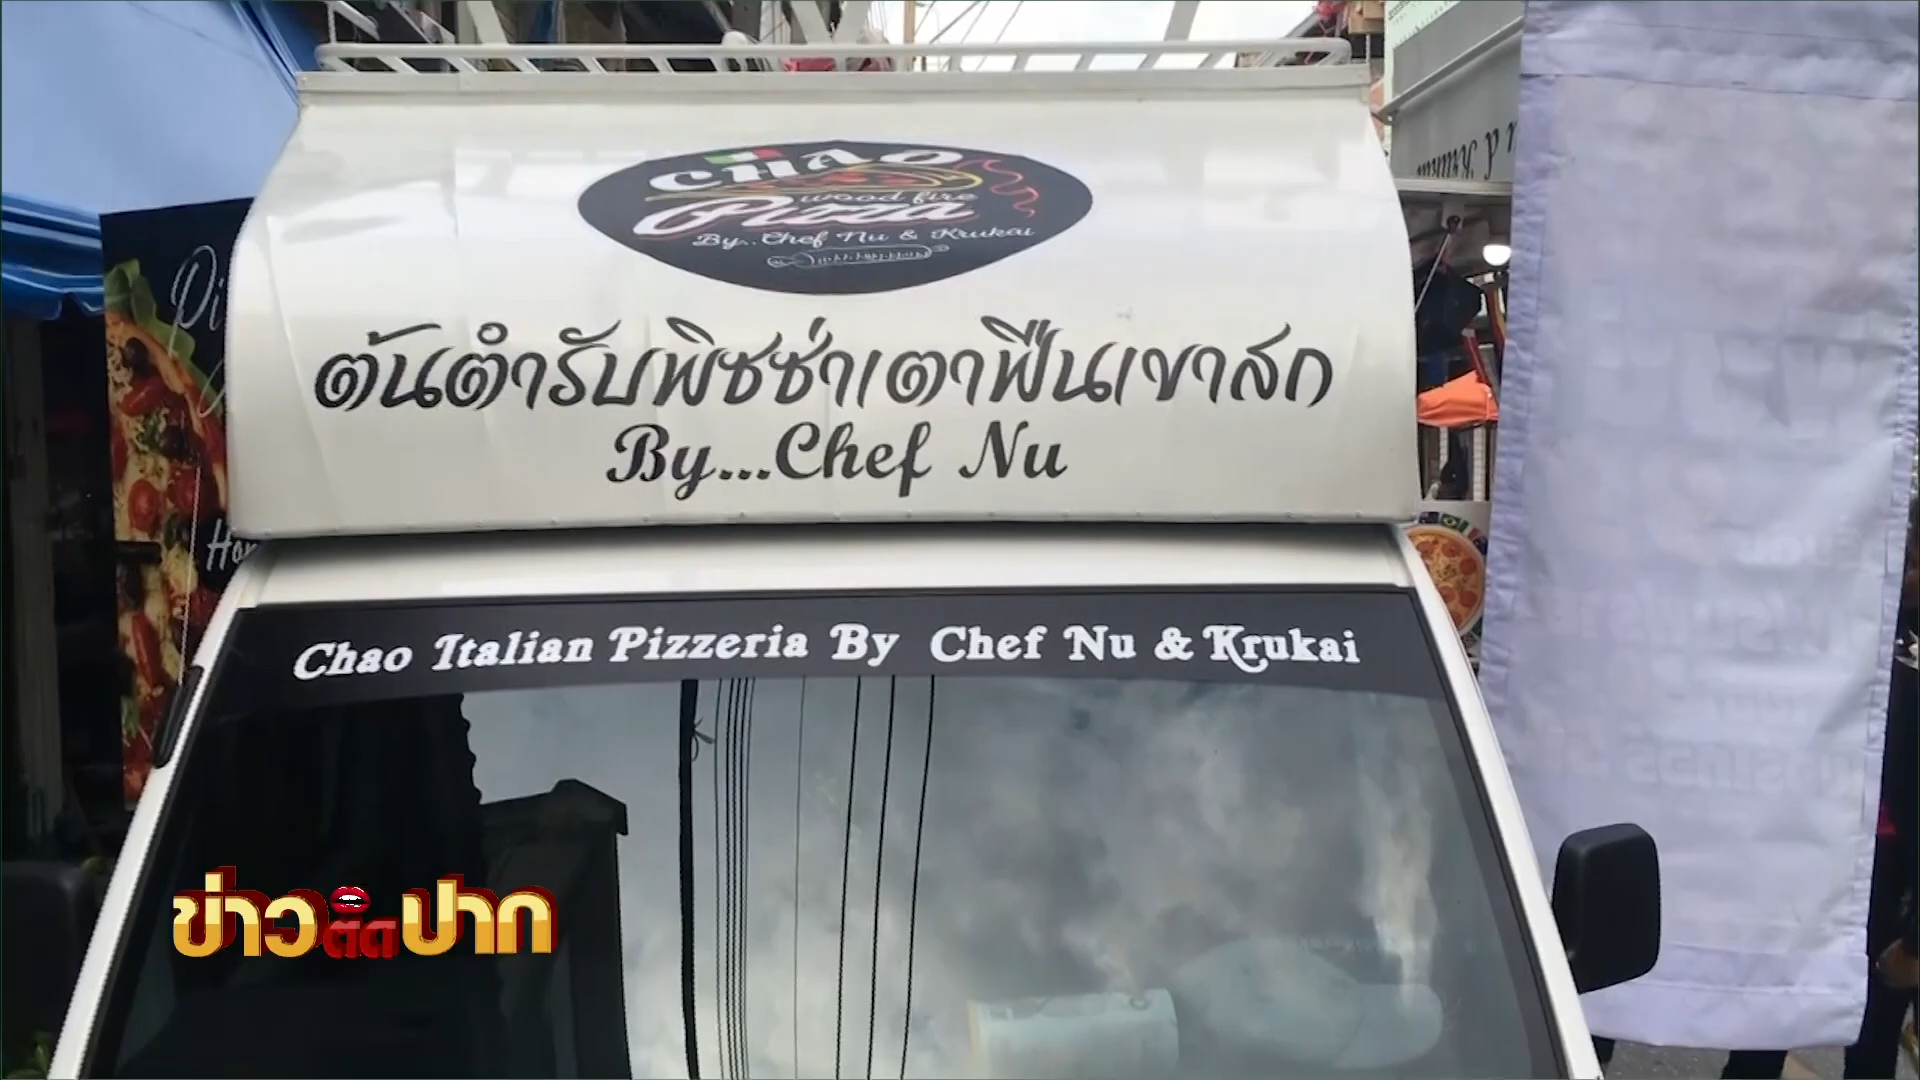 CHAO
wood fire
Pizza
By..Chef Nu & Krukai
ต้นตำรับพิซซ่าเตาฟืนเขาสก
By...Chef Nu
Chao Italian Pizzeria By Chef Nu & Krukai
ข่าวติดปาก